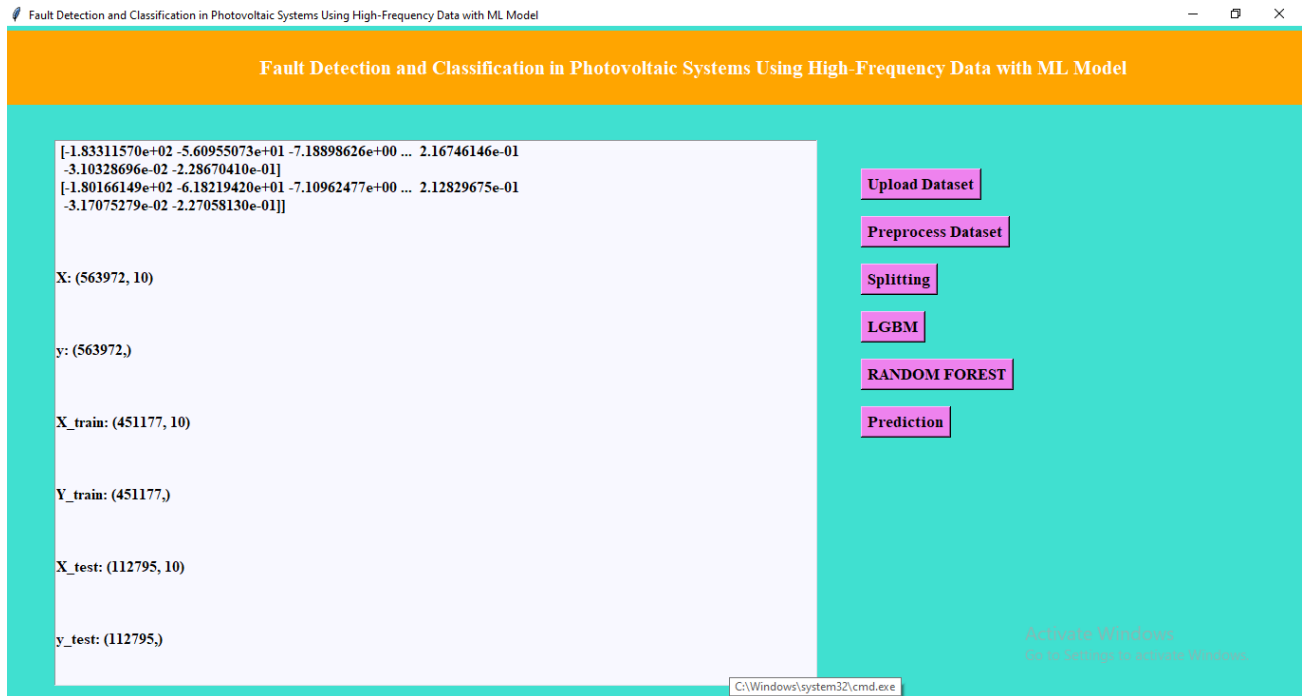 Fault Detection and Classification in Photovoltaic Systems Using High-Frequency Data with ML Model
Fault Detection and Classification in Photovoltaic Systems Using High-Frequency Data with ML Model
[-1.83311570e+02 -5.60955073e+01 -7.18898626e+00 ... 2.16746146e-01
-3.10328696e-02 -2.28670410e-01]
[-1.80166149e+02 -6.18219420e+01 -7.10962477e+00 ... 2.12829675e-01
-3.17075279e-02 -2.27058130e-01]]
X: (563972, 10)
y: (563972,)
X_train: (451177, 10)
Y_train: (451177,)
X_test: (112795, 10)
y_test: (112795,)
Upload Dataset
Preprocess Dataset
Splitting
LGBM
RANDOM FOREST
Prediction
Activate Windows
Go to Settings to activate Windows.
C:\Windows\system32\cmd.exe